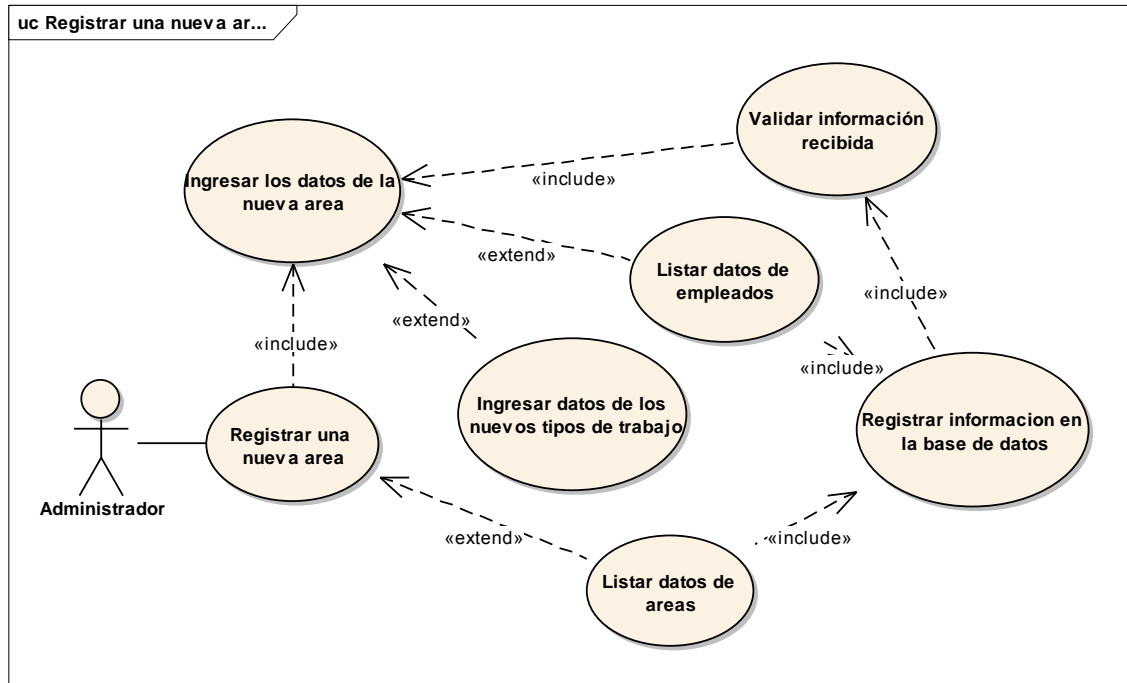 uc Registrar una nueva ar...
Validar información
recibida
Ingresar los datos de la
nueva area
«include»
«extend»
Listar datos de
empleados
«include»
«extend»
«include»
«include»
Ingresar datos de los
nuevos tipos de trabajo
Registrar informacion en
la base de datos
Registrar una
nueva area
Administrador
«extend»
«include»
Listar datos de
areas